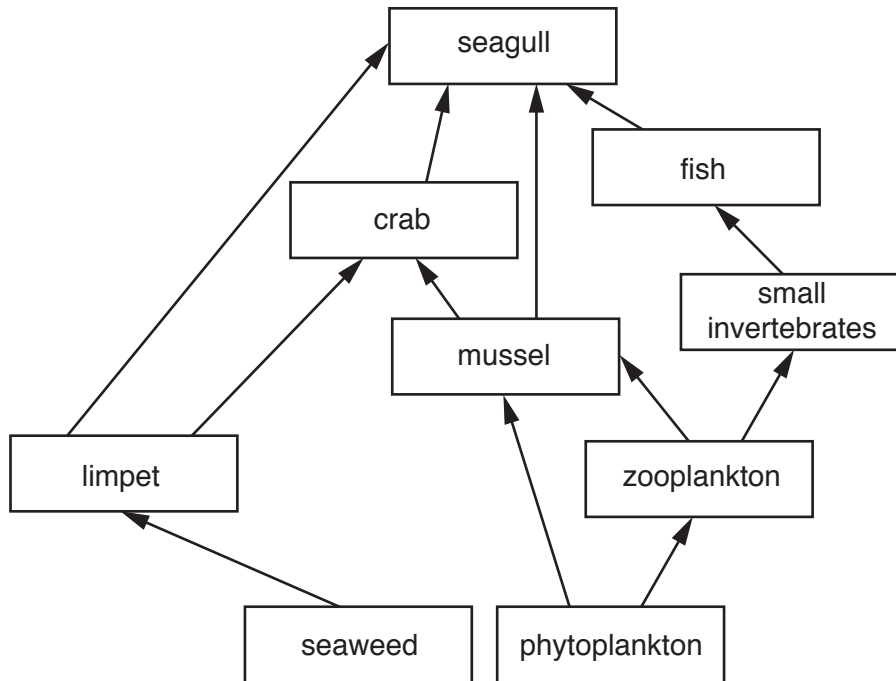 seagull
fish
crab
small
invertebrates
mussel
limpet
zooplankton
seaweed
phytoplankton